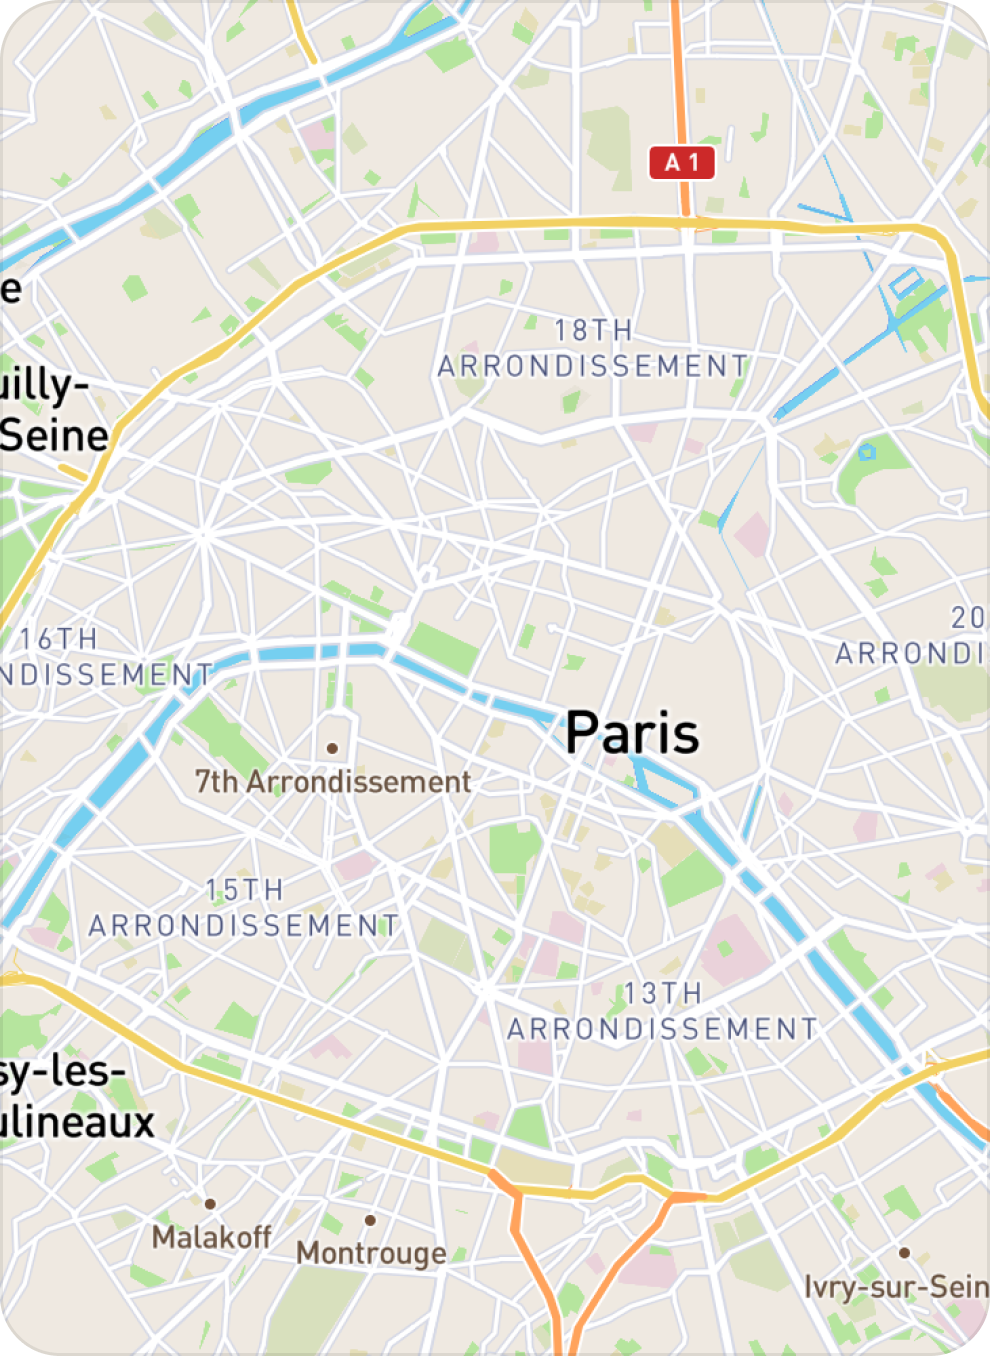 A 1
e
18TH
ARRONDISSEMENT
uilly-
Seine
20
ARRONDI
16TH
NDISSEMENT
Paris
7th Arrondissement
15TH
ARRONDISSEMENT
13TH
ARRONDISSEMENT
sy-les-
ulineaux
Malakoff
Montrouge
Ivry-sur-Sein